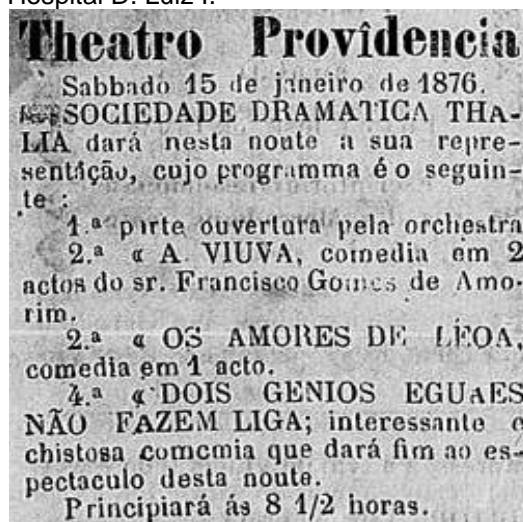 Hospital D. Luiz I.
Theatro Providencia
Sabbado 15 de janeiro de 1876.
A SOCIEDADE DRAMATICA THA-
LIA dará nesta noute a sua repre-
sentáção, cujo programma é o seguin-
te :
1.ª parte ouvertura pela orchestra
2.ª « A VIUVA, comedia em 2
actos do sr. Francisco Gomes de Amo-
rim.
2.ª « OS AMORES DE LEOA,
comedia em 1 acto.
4.ª « DOIS GENIOS EGUAES
NÃO FAZEM LIGA; interessante e
chistosa comcmia que dará fim ao es-
pectaculo desta noute.
Principiará ás 8 1/2 horas.